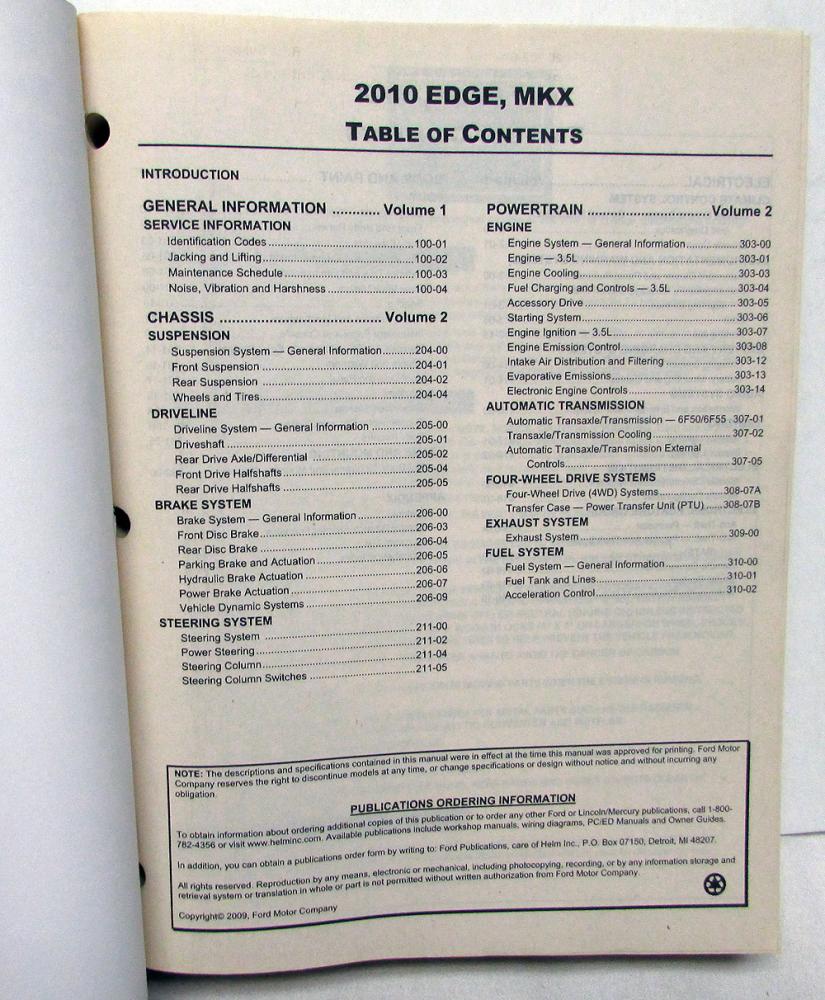 2010 EDGE, MKX
TABLE OF CONTENTS
INTRODUCTION
GENERAL INFORMATION ............ Volume 1
SERVICE INFORMATION
Identification Codes ............ 100-01
Jacking and Lifting ............ 100-02
Maintenance Schedule ............ 100-03
Noise, Vibration and Harshness ............ 100-04
CHASSIS ............ Volume 2
SUSPENSION
Suspension System — General Information ............ 204-00
Front Suspension ............ 204-01
Rear Suspension ............ 204-02
Wheels and Tires ............ 204-04
DRIVELINE
Driveline System — General Information ............ 205-00
Driveshaft ............ 205-01
Rear Drive Axle/Differential ............ 205-02
Front Drive Halfshafts ............ 205-04
Rear Drive Halfshafts ............ 205-05
BRAKE SYSTEM
Brake System — General Information ............ 206-00
Front Disc Brake ............ 206-03
Rear Disc Brake ............ 206-04
Parking Brake and Actuation ............ 206-05
Hydraulic Brake Actuation ............ 206-06
Power Brake Actuation ............ 206-07
Vehicle Dynamic Systems ............ 206-09
STEERING SYSTEM
Steering System ............ 211-00
Power Steering ............ 211-02
Steering Column ............ 211-04
Steering Column Switches ............ 211-05
POWERTRAIN ............ Volume 2
ENGINE
Engine System — General Information ............ 303-00
Engine — 3.5L ............ 303-01
Engine Cooling ............ 303-03
Fuel Charging and Controls — 3.5L ............ 303-04
Accessory Drive ............ 303-05
Starting System ............ 303-06
Engine Ignition — 3.5L ............ 303-07
Engine Emission Control ............ 303-08
Intake Air Distribution and Filtering ............ 303-12
Evaporative Emissions ............ 303-13
Electronic Engine Controls ............ 303-14
AUTOMATIC TRANSMISSION
Automatic Transaxle/Transmission — 6F50/6F55 . 307-01
Transaxle/Transmission Cooling ............ 307-02
Automatic Transaxle/Transmission External
Controls ............ 307-05
FOUR-WHEEL DRIVE SYSTEMS
Four-Wheel Drive (4WD) Systems ............ 308-07A
Transfer Case — Power Transfer Unit (PTU) ...... 308-07B
EXHAUST SYSTEM
Exhaust System ............ 309-00
FUEL SYSTEM
Fuel System — General Information ............ 310-00
Fuel Tank and Lines ............ 310-01
Acceleration Control ............ 310-02
NOTE: The descriptions and specifications contained in this manual were in effect at the time this manual was approved for printing. Ford Motor
Company reserves the right to discontinue models at any time, or change specifications or design without notice and without incurring any
obligation.
PUBLICATIONS ORDERING INFORMATION
To obtain information about ordering additional copies of this publication or to order any other Ford or Lincoln/Mercury publications, call 1-800-
782-4356 or visit www.helminc.com. Available publications include workshop manuals, wiring diagrams, PC/ED Manuals and Owner Guides.
In addition, you can obtain a publications order form by writing to: Ford Publications, care of Helm Inc., P.O. Box 07150, Detroit, MI 48207.
All rights reserved. Reproduction by any means, electronic or mechanical, including photocopying, recording, or by any information storage and
retrieval system or translation in whole or part is not permitted without written authorization from Ford Motor Company.
Copyright© 2009, Ford Motor Company